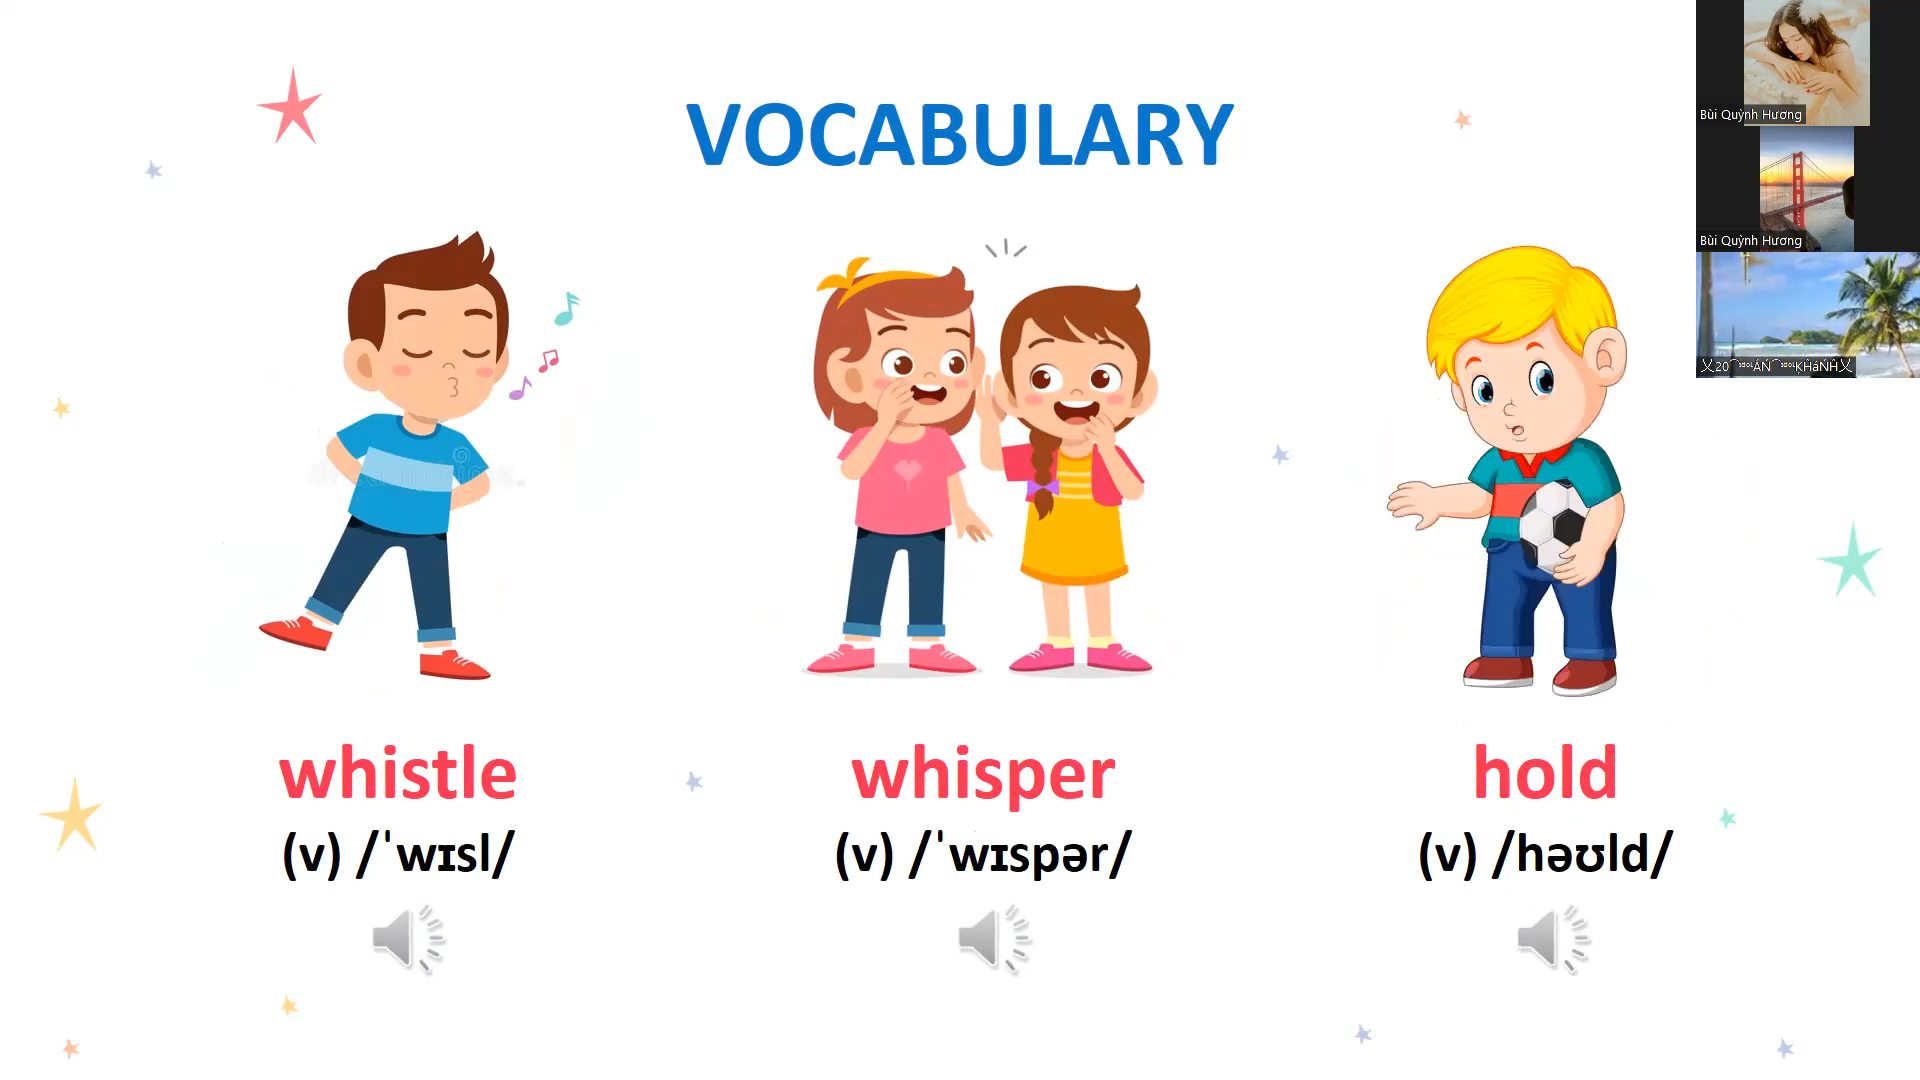 VOCABULARY
whistle
(v) /ˈwɪsl/
whisper
(v) /ˈwɪspər/
hold
(v) /həʊld/
Bùi Quỳnh Hương
Bùi Quỳnh Hương